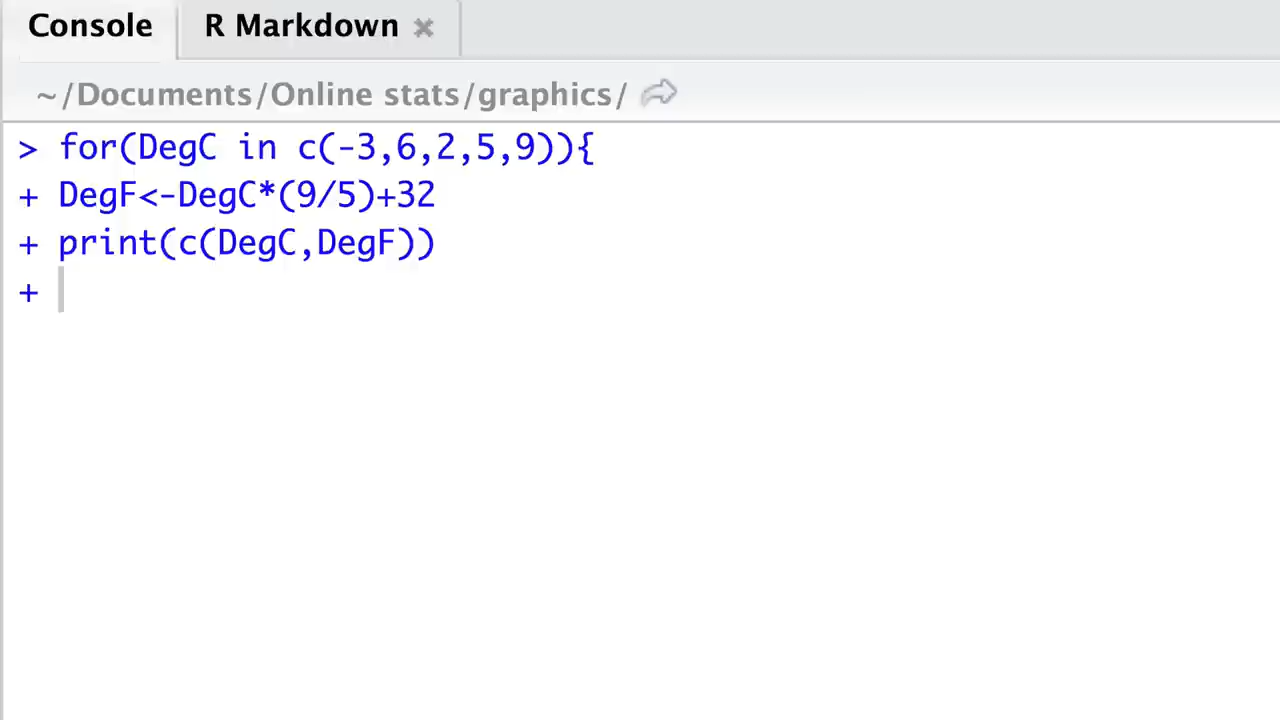 Console R Markdown
~/Documents/Online stats/graphics/
> for(DegC in c(-3,6,2,5,9)){
+ DegF<-DegC*(9/5)+32
+ print(c(DegC,DegF))
+